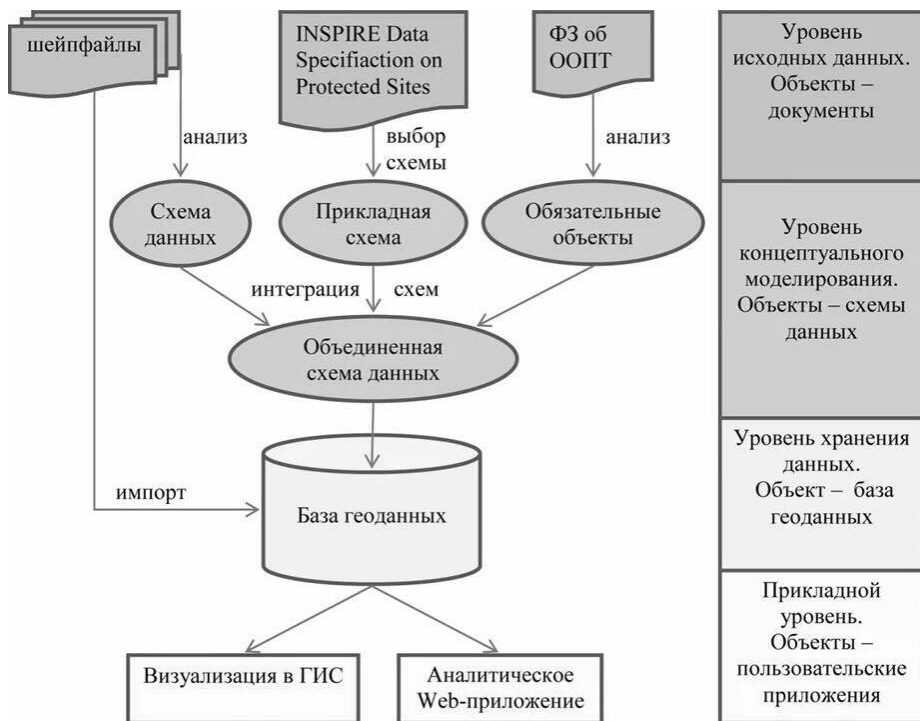 шейпфайлы
INSPIRE Data
Specifiaction on
Protected Sites
ФЗ об
ООПТ
Уровень
исходных данных.
Объекты –
документы
анализ
выбор
схемы
анализ
Схема
данных
Прикладная
схема
Обязательные
объекты
Уровень
концептуального
моделирования.
Объекты – схемы
данных
интеграция
схем
Объединенная
схема данных
Уровень хранения
данных.
Объект – база
геоданных
импорт
База геоданных
Прикладной
уровень.
Объекты –
пользовательские
приложения
Визуализация в ГИС
Аналитическое
Web-приложение